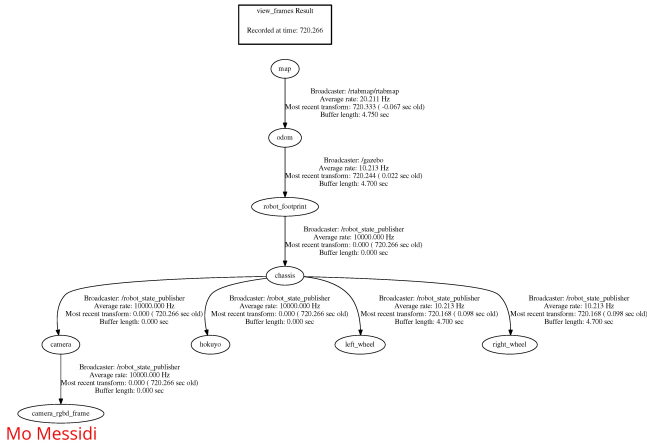 view_frames Result
Recorded at time: 720.266
map
Broadcaster: /rtabmap/rtabmap
Average rate: 20.211 Hz
Most recent transform: 720.333 ( -0.067 sec old)
Buffer length: 4.750 sec
odom
Broadcaster: /gazebo
Average rate: 10.213 Hz
Most recent transform: 720.244 ( 0.022 sec old)
Buffer length: 4.700 sec
robot_footprint
Broadcaster: /robot_state_publisher
Average rate: 10000.000 Hz
Most recent transform: 0.000 ( 720.266 sec old)
Buffer length: 0.000 sec
chassis
Broadcaster: /robot_state_publisher
Average rate: 10000.000 Hz
Most recent transform: 0.000 ( 720.266 sec old)
Buffer length: 0.000 sec
Broadcaster: /robot_state_publisher
Average rate: 10000.000 Hz
Most recent transform: 0.000 ( 720.266 sec old)
Buffer length: 0.000 sec
Broadcaster: /robot_state_publisher
Average rate: 10.213 Hz
Most recent transform: 720.168 ( 0.098 sec old)
Buffer length: 4.700 sec
Broadcaster: /robot_state_publisher
Average rate: 10.213 Hz
Most recent transform: 720.168 ( 0.098 sec old)
Buffer length: 4.700 sec
camera
hokuyo
left_wheel
right_wheel
Broadcaster: /robot_state_publisher
Average rate: 10000.000 Hz
Most recent transform: 0.000 ( 720.266 sec old)
Buffer length: 0.000 sec
camera_rgbd_frame
Mo Messidi